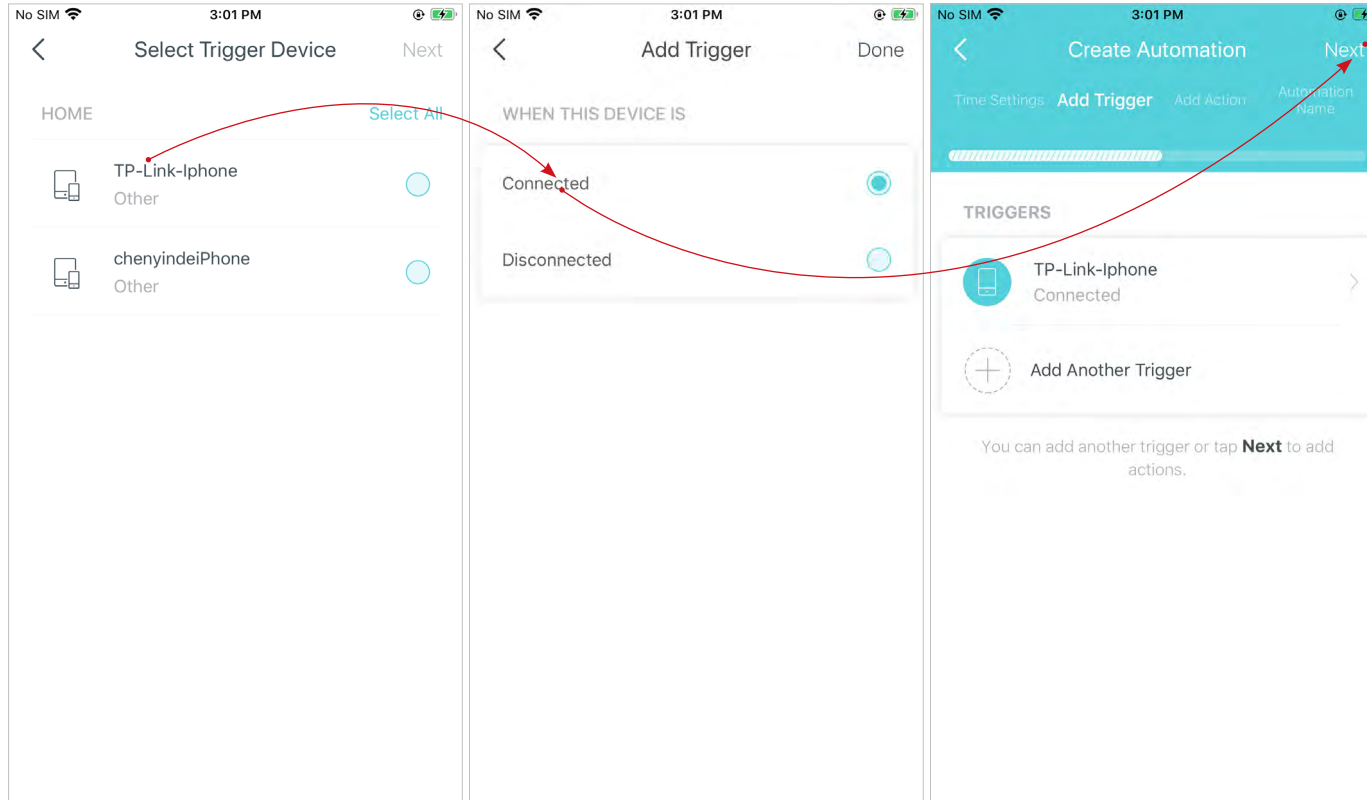 No SIM 3:01 PM
Select Trigger Device Next
HOME Select All
TP-Link-Iphone
Other
chenyindeiPhone
Other
No SIM 3:01 PM
Add Trigger Done
WHEN THIS DEVICE IS
Connected
Disconnected
No SIM 3:01 PM
Create Automation Next
Time Settings Add Trigger Add Action Automation
Name
TRIGGERS
TP-Link-Iphone
Connected
Add Another Trigger
You can add another trigger or tap Next to add
actions.